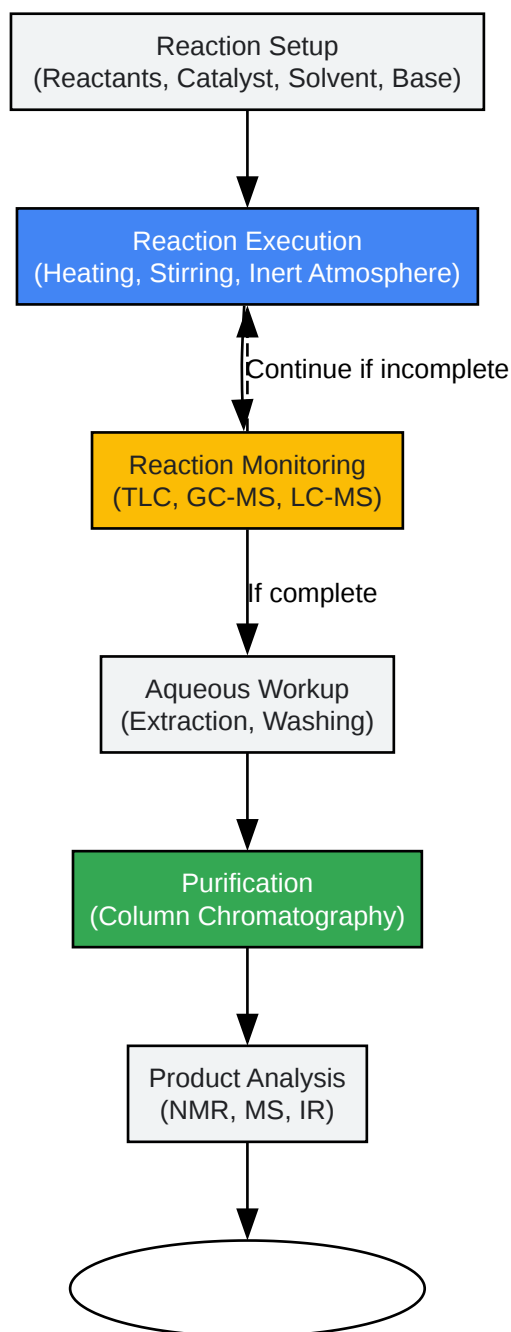 Reaction Setup
(Reactants, Catalyst, Solvent, Base)
Reaction Execution
(Heating, Stirring, Inert Atmosphere)
Continue if incomplete
Reaction Monitoring
(TLC, GC-MS, LC-MS)
If complete
Aqueous Workup
(Extraction, Washing)
Purification
(Column Chromatography)
Product Analysis
(NMR, MS, IR)